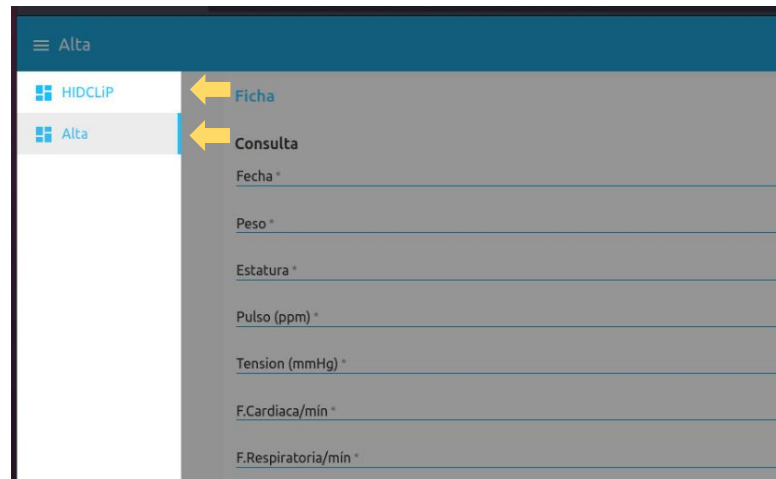 Alta
HIDCLiP
Alta
Ficha
Consulta
Fecha *
Peso *
Estatura *
Pulso (ppm) *
Tension (mmHg) *
F.Cardiaca/mín *
F.Respiratoria/mín *